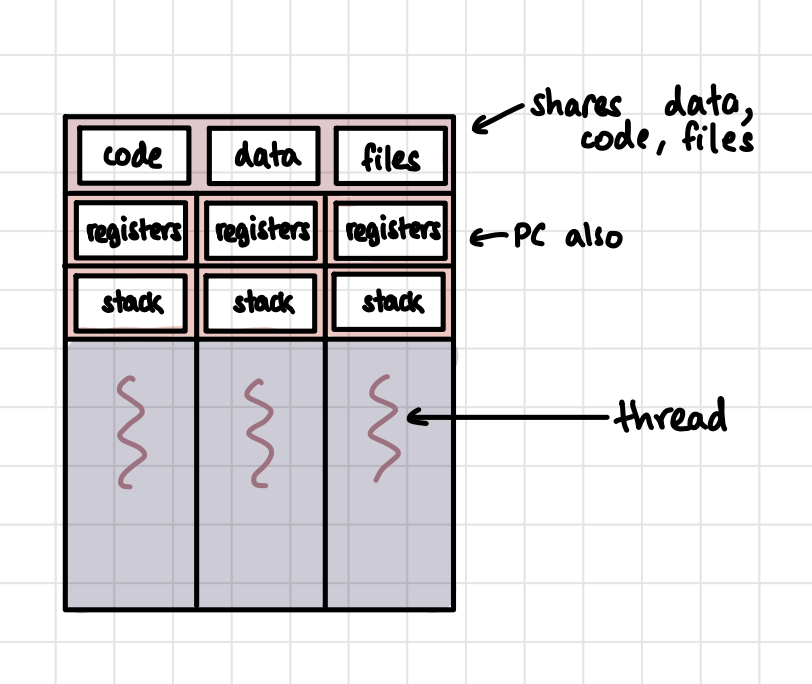 shares data,
code, files
code data files
registers registers registers
PC also
stack stack stack
thread